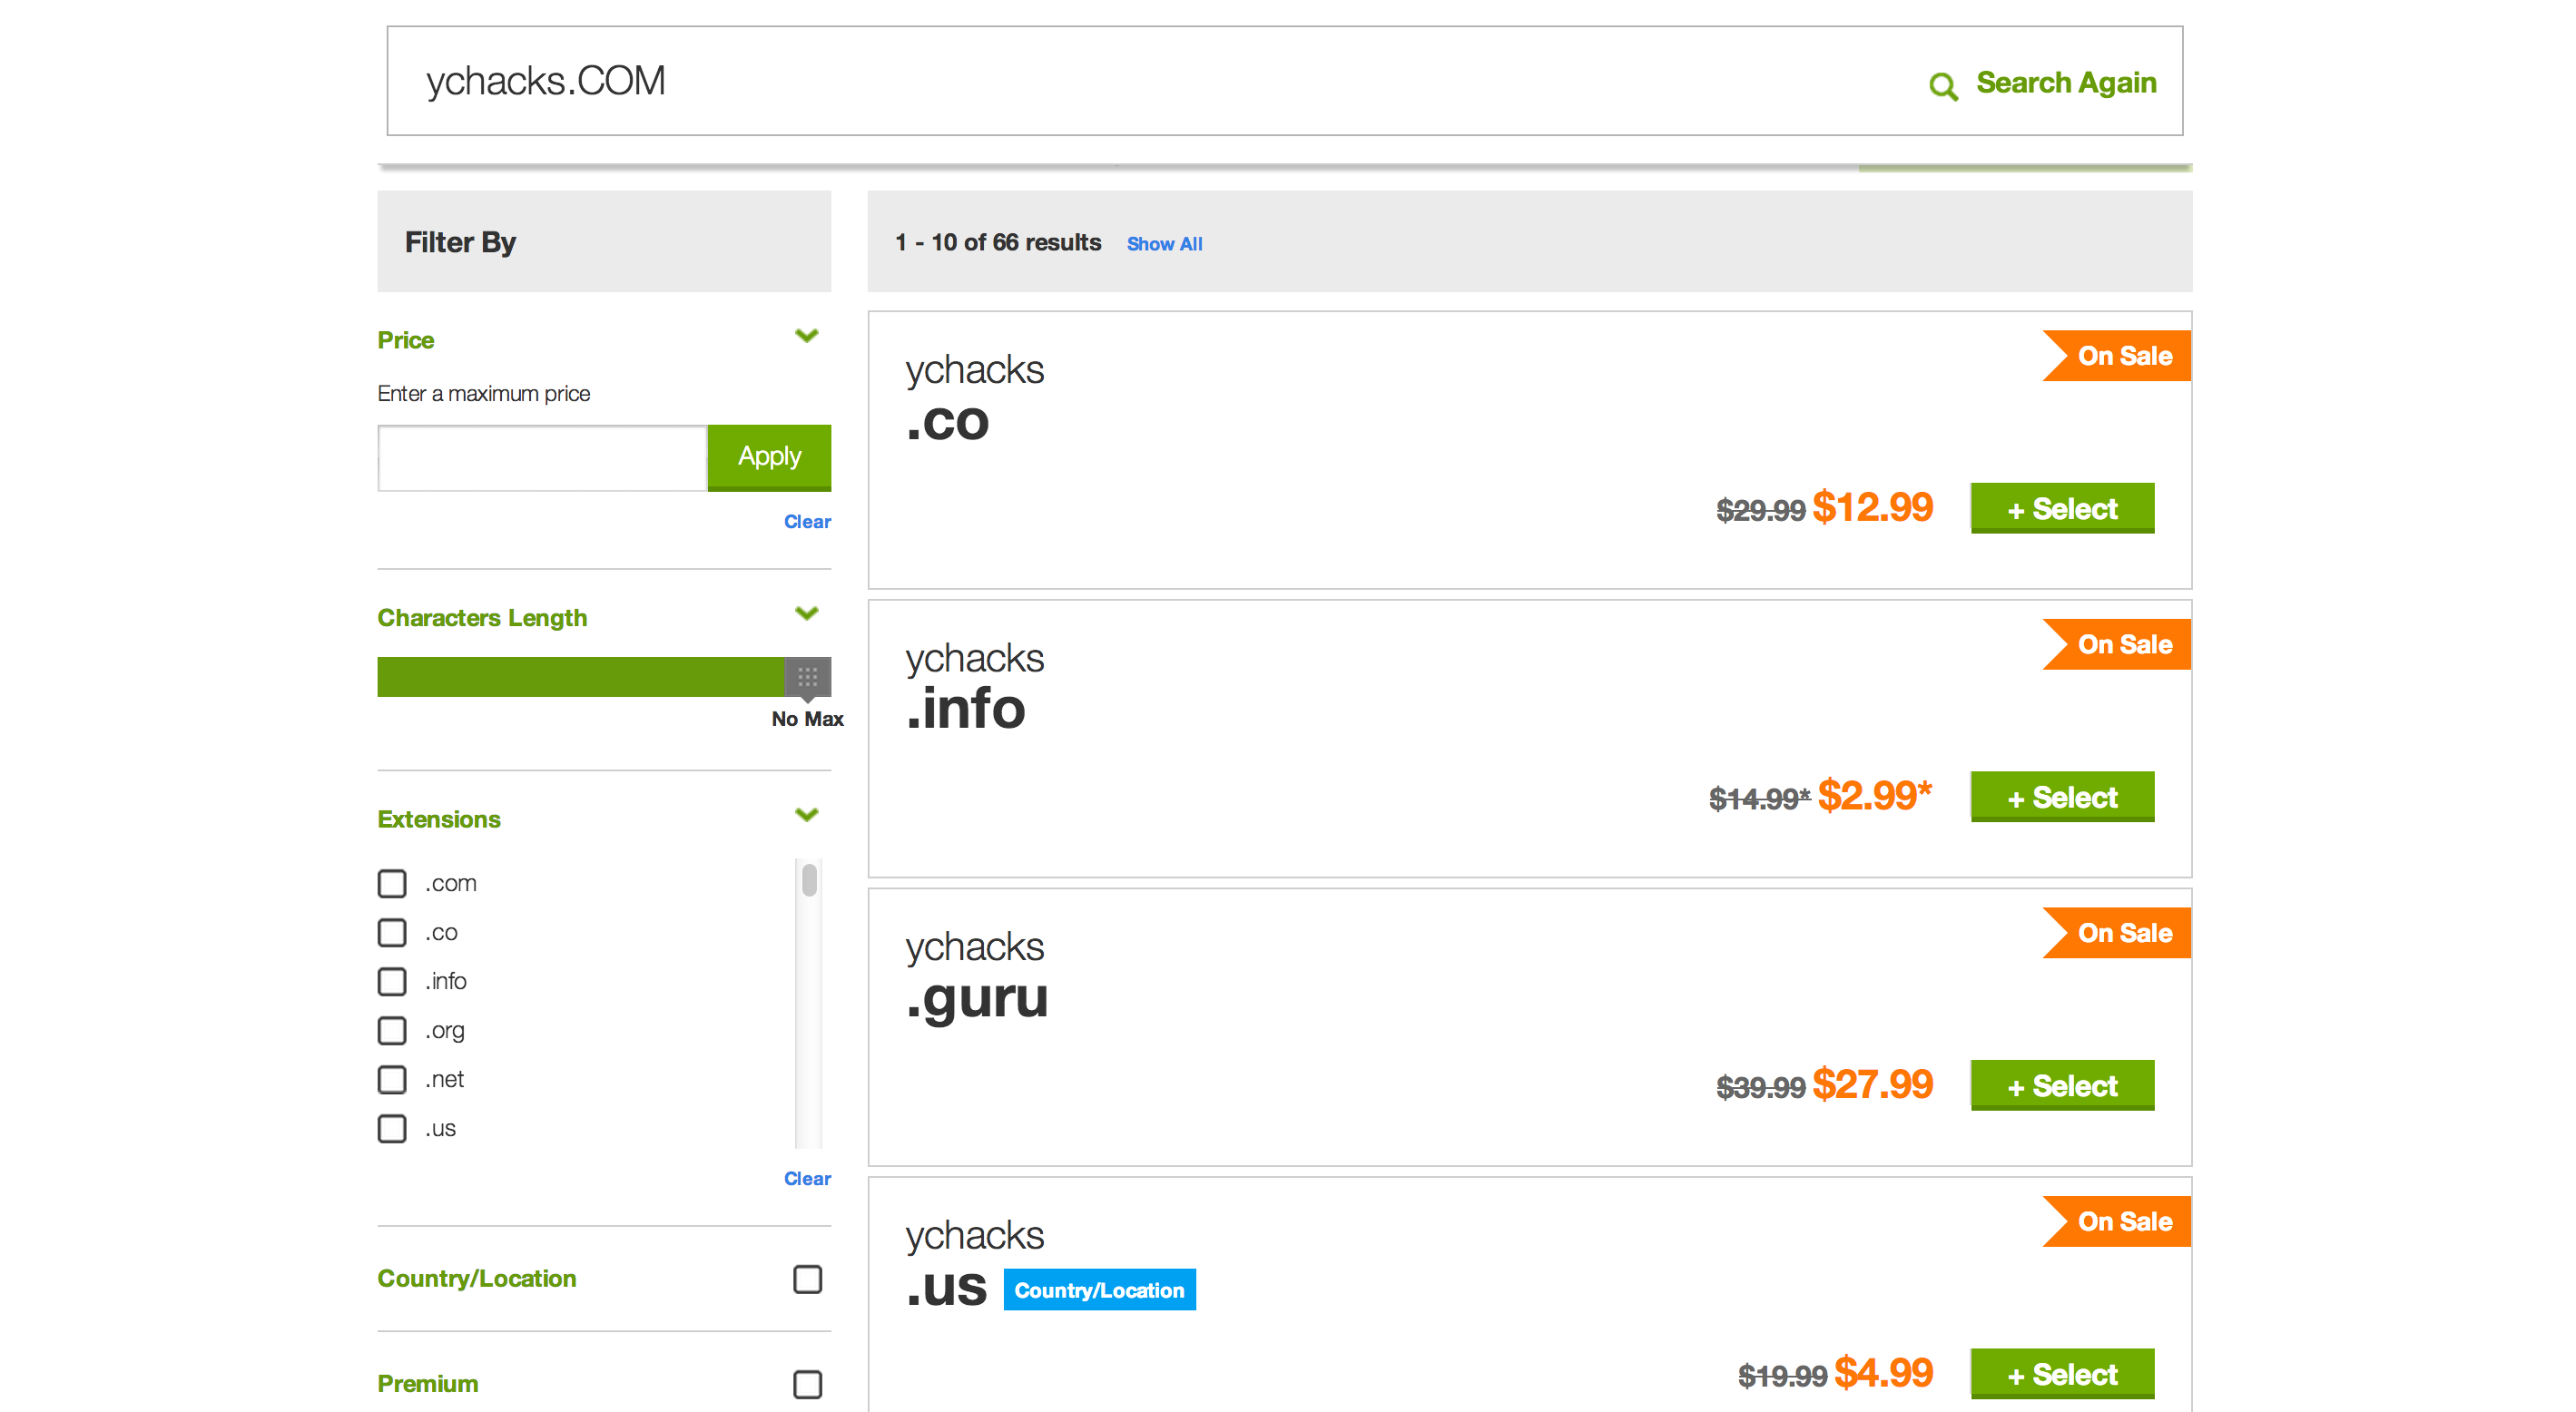 ychacks.COM
Search Again
Filter By
1 - 10 of 66 results Show All
Price
Enter a maximum price
Apply
Clear
Characters Length
No Max
Extensions
.com
.co
.info
.org
.net
.us
Clear
Country/Location
Premium
On Sale
ychacks
.co
$29.99 $12.99 + Select
On Sale
ychacks
.info
$14.99* $2.99* + Select
On Sale
ychacks
.guru
$39.99 $27.99 + Select
On Sale
ychacks
.us Country/Location
$19.99 $4.99 + Select